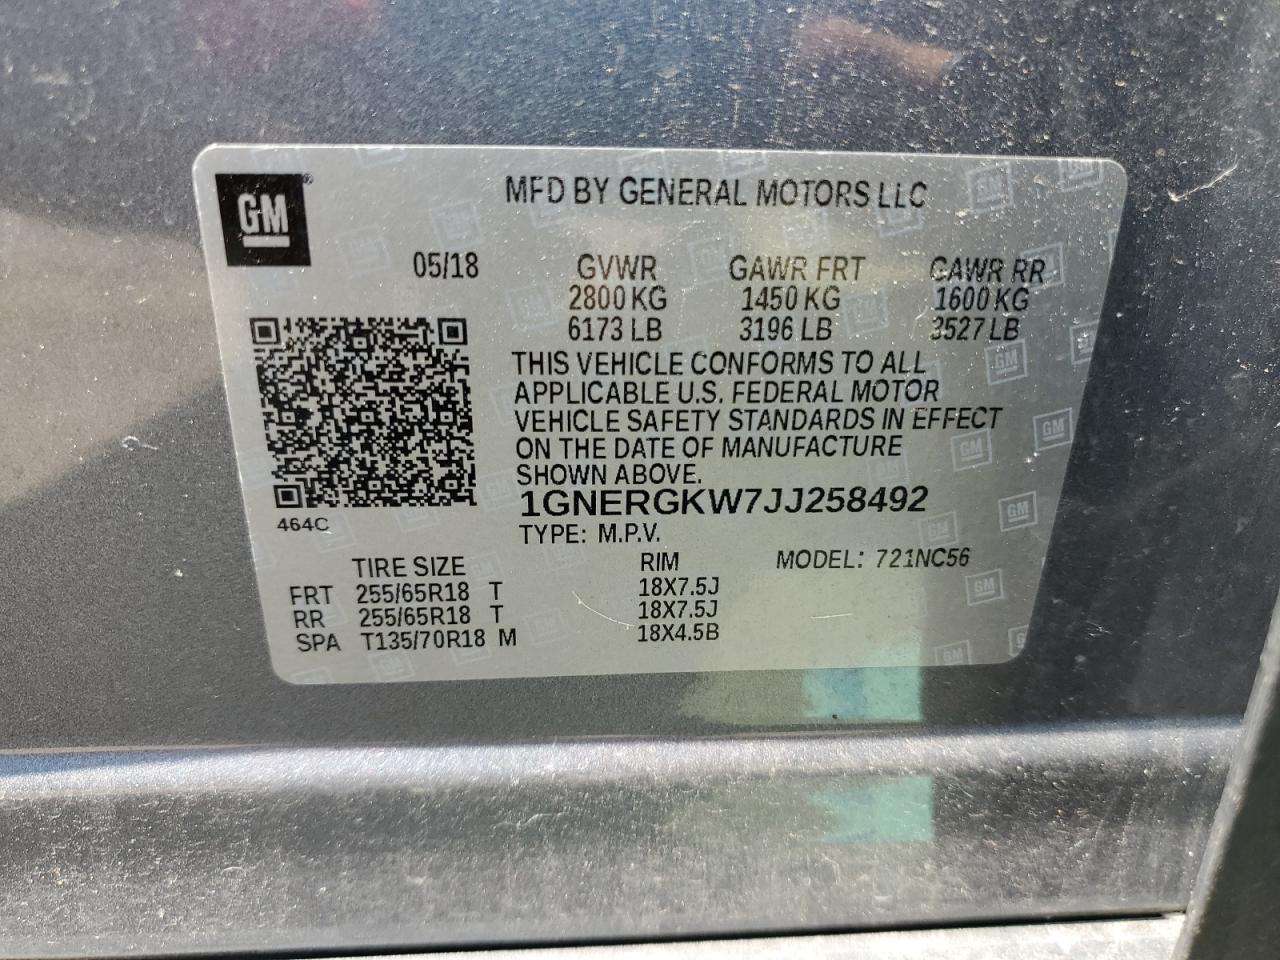 GM
MFD BY GENERAL MOTORS LLC
05/18 GVWR GAWR FRT GAWR RR
2800 KG 1450 KG 1600 KG
6173 LB 3196 LB 3527 LB
THIS VEHICLE CONFORMS TO ALL
APPLICABLE U.S. FEDERAL MOTOR
VEHICLE SAFETY STANDARDS IN EFFECT
ON THE DATE OF MANUFACTURE
SHOWN ABOVE.
1GNERGKW7JJ258492
464C
TYPE: M.P.V.
TIRE SIZE RIM MODEL: 721NC56
FRT 255/65R18 T 18X7.5J
RR 255/65R18 T 18X7.5J
SPA T135/70R18 M 18X4.5B